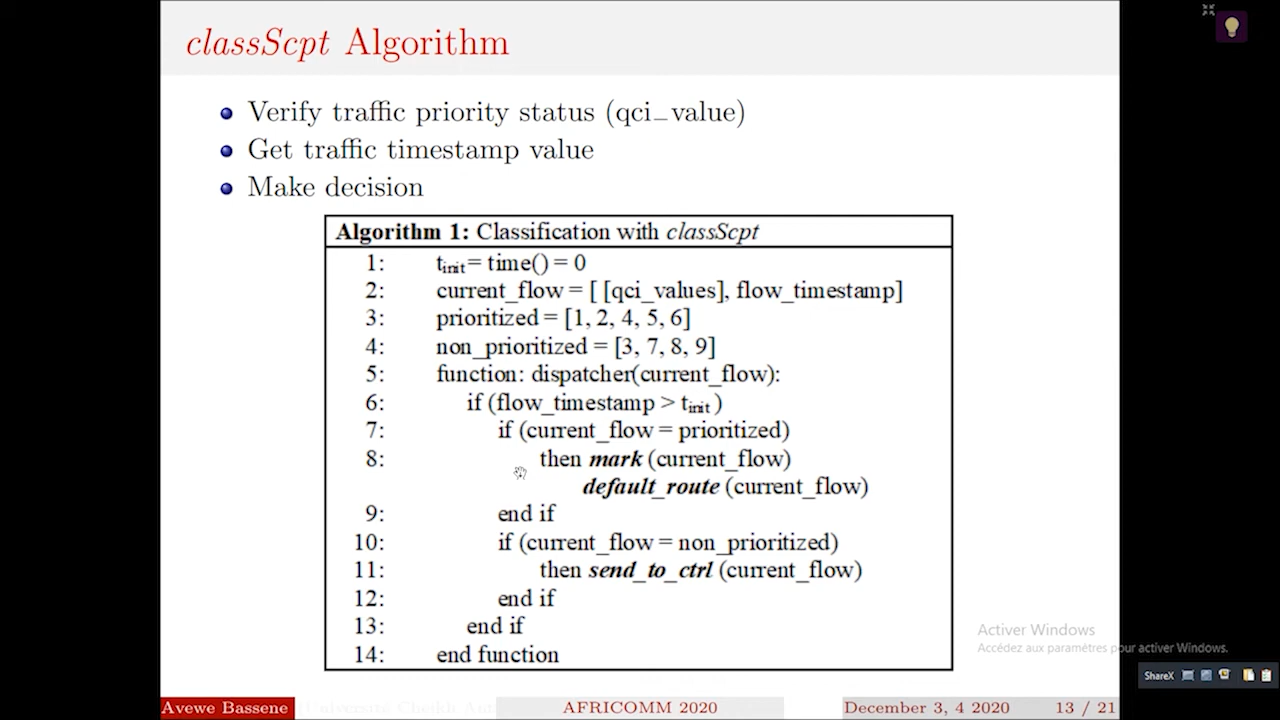 classScpt Algorithm
Verify traffic priority status (qci_value)
Get traffic timestamp value
Make decision
Algorithm 1: Classification with classScpt
1: tinit = time() = 0
2: current_flow = [ [qci_values], flow_timestamp]
3: prioritized = [1, 2, 4, 5, 6]
4: non_prioritized = [3, 7, 8, 9]
5: function: dispatcher(current_flow):
6: if (flow_timestamp > tinit )
7: if (current_flow = prioritized)
8: then mark (current_flow)
default_route (current_flow)
9: end if
10: if (current_flow = non_prioritized)
11: then send_to_ctrl (current_flow)
12: end if
13: end if
14: end function
Activer Windows
Accédez aux paramètres pour activer Windows.
ShareX
Avewe Bassene Université Cheikh Ant AFRICOMM 2020 December 3, 4 2020 13 / 21